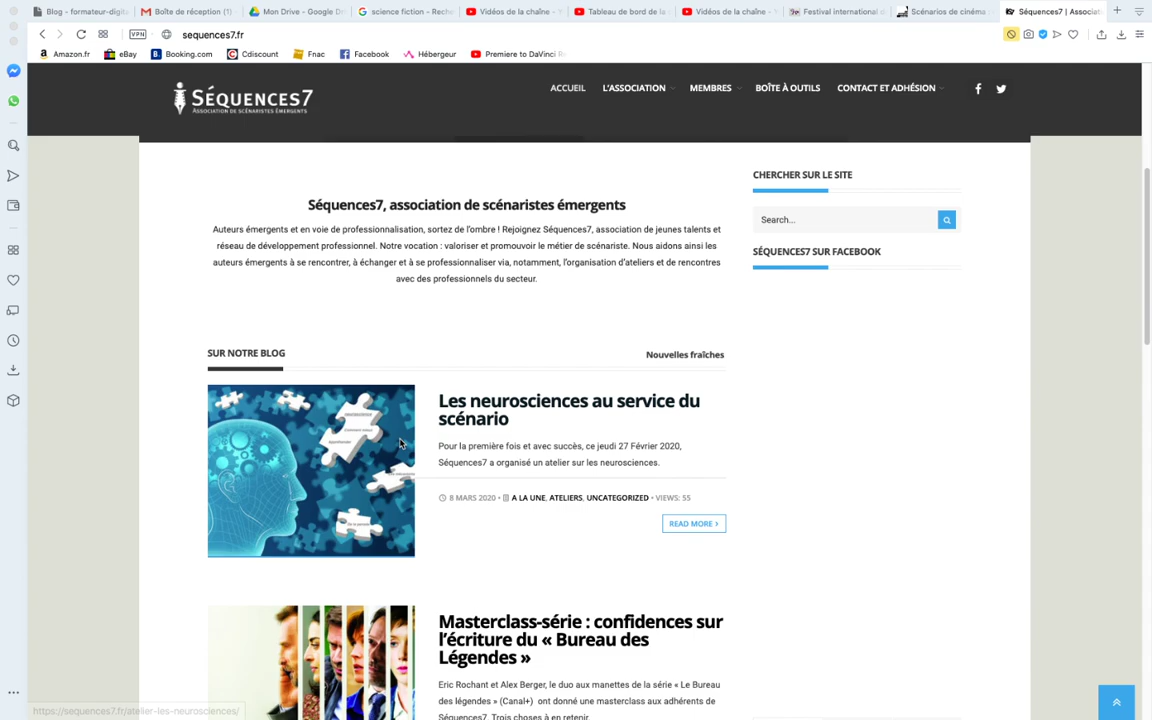 Blog - formateur-digita
Boîte de réception (1)
Mon Drive - Google Dri
science fiction - Reche
Vidéos de la chaîne - Y
Tableau de bord de la c
Vidéos de la chaîne - Y
Festival international d
Scénarios de cinéma :
Séquences7 | Associati
VPN
sequences7.fr
Amazon.fr
eBay
Booking.com
Cdiscount
Fnac
Facebook
Hébergeur
Premiere to DaVinci Re
SÉQUENCES7
ASSOCIATION DE SCÉNARISTES ÉMERGENTS
ACCUEIL
L'ASSOCIATION
MEMBRES
BOÎTE À OUTILS
CONTACT ET ADHÉSION
Séquences7, association de scénaristes émergents
Auteurs émergents et en voie de professionnalisation, sortez de l'ombre ! Rejoignez Séquences7, association de jeunes talents et
réseau de développement professionnel. Notre vocation : valoriser et promouvoir le métier de scénariste. Nous aidons ainsi les
auteurs émergents à se rencontrer, à échanger et à se professionnaliser via, notamment, l'organisation d'ateliers et de rencontres
avec des professionnels du secteur.
CHERCHER SUR LE SITE
Search...
SÉQUENCES7 SUR FACEBOOK
SUR NOTRE BLOG
Nouvelles fraîches
Les neurosciences au service du
scénario
Pour la première fois et avec succès, ce jeudi 27 Février 2020,
Séquences7 a organisé un atelier sur les neurosciences.
8 MARS 2020 • A LA UNE, ATELIERS, UNCATEGORIZED • VIEWS: 55
READ MORE >
Masterclass-série : confidences sur
l'écriture du « Bureau des
Légendes »
Eric Rochant et Alex Berger, le duo aux manettes de la série « Le Bureau
des légendes » (Canal+) ont donné une masterclass aux adhérents de
Séquences7. Trois choses à en retenir.
https://sequences7.fr/atelier-les-neurosciences/